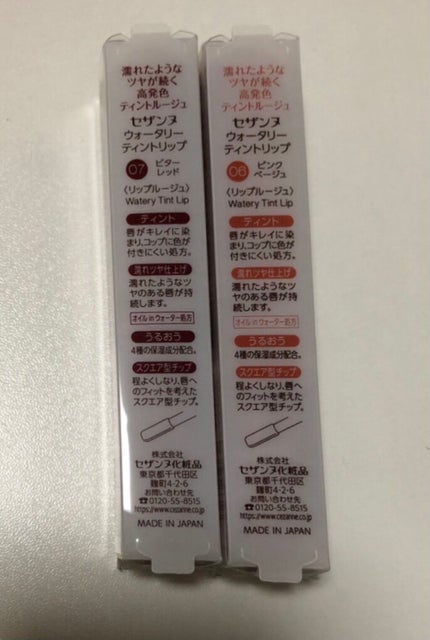 濡れたような
ツヤが続く
高発色
ティントルージュ
セザンヌ
ウォータリー
ティントリップ
07 ビター
レッド
〈リップルージュ〉
Watery Tint Lip
ティント
唇がキレイに染
まり、コップに色が
付きにくい処方。
濡れツヤ仕上げ
濡れたようなツ
ヤのある唇が持
続します。
オイル in ウォーター処方
うるおう
4種の保湿成分配合。
スクエア型チップ
程よくしなり、唇へ
のフィットを考えた
スクエア型チップ。
株式会社
セザンヌ化粧品
東京都千代田区
麹町4-2-6
お問い合わせ先
☎0120-55-8515
https://www.cezanne.co.jp
MADE IN JAPAN
濡れたような
ツヤが続く
高発色
ティントルージュ
セザンヌ
ウォータリー
ティントリップ
06 ピンク
ベージュ
〈リップルージュ〉
Watery Tint Lip
ティント
唇がキレイに染
まり、コップに色が
付きにくい処方。
濡れツヤ仕上げ
濡れたようなツ
ヤのある唇が持
続します。
オイル in ウォーター処方
うるおう
4種の保湿成分配合。
スクエア型チップ
程よくしなり、唇へ
のフィットを考えた
スクエア型チップ。
株式会社
セザンヌ化粧品
東京都千代田区
麹町4-2-6
お問い合わせ先
☎0120-55-8515
https://www.cezanne.co.jp
MADE IN JAPAN